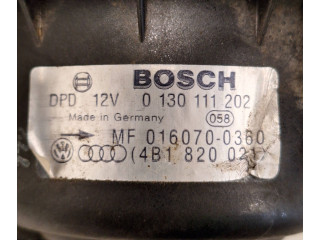 BOSCH
DPD 12V 0 130 111 202
Made in Germany 058
MF 016070-0360
(4B1 820 021